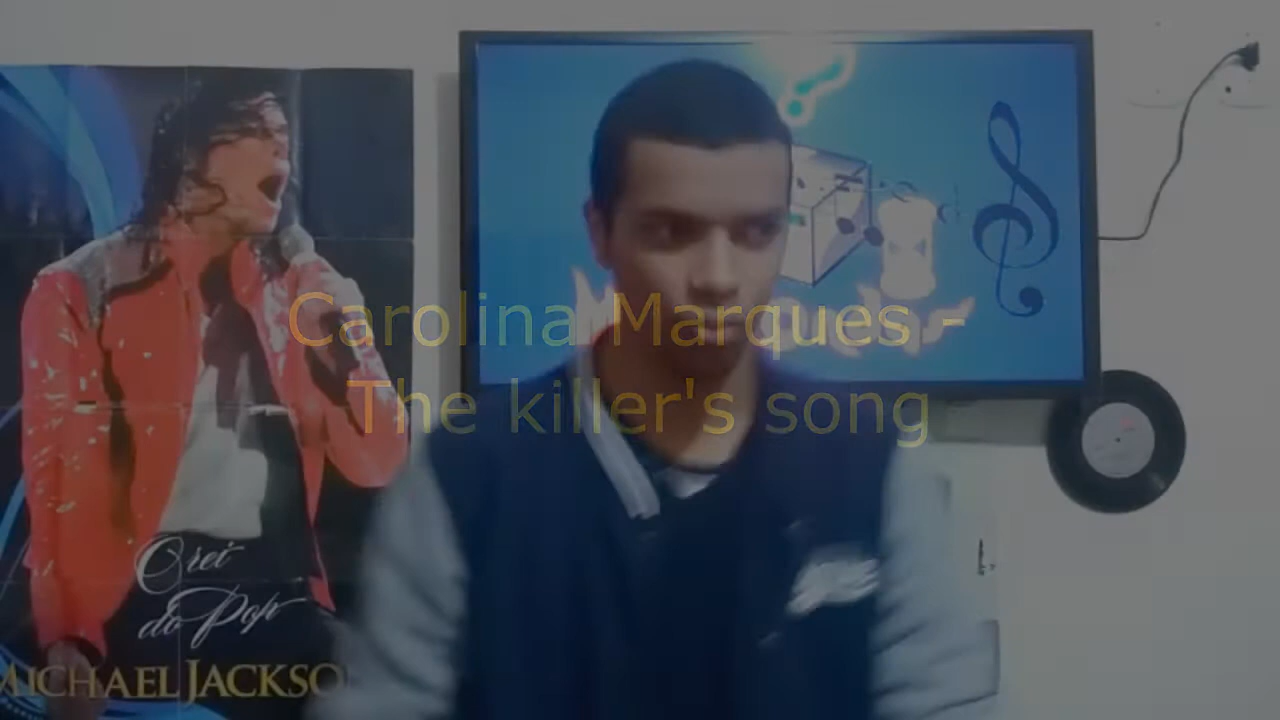 Carolina Marques -
The killer's song
O rei
do Pop
MICHAEL JACKSO